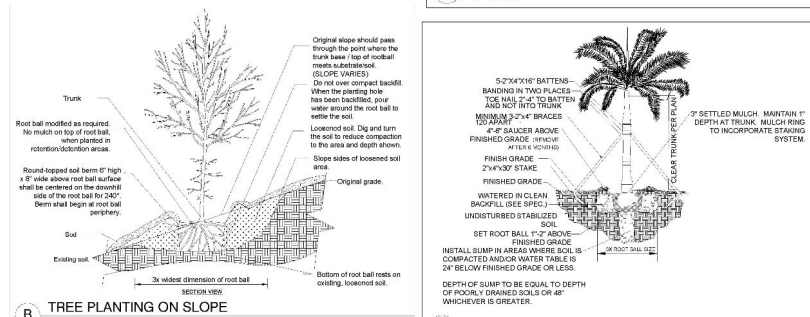 Original slope should pass
through the point where the
trunk base / top of rootball
meets substrate/soil.
(SLOPE VARIES)
Do not over compact backfill.
When the planting hole
has been backfilled, pour
water around the root ball to
settle the soil.
Trunk
Root ball modified as required.
No mulch on top of root ball,
when planted in
retention/detention areas.
Loosened soil. Dig and turn
the soil to reduce compaction
to the area and depth shown.
Slope sides of loosened soil
area.
Round-topped soil berm 6" high
x 8" wide above root ball surface
shall be centered on the downhill
side of the root ball for 240°.
Berm shall begin at root ball
periphery.
Original grade.
Sod
Existing soil.
3x widest dimension of root ball
SECTION VIEW
Bottom of root ball rests on
existing, loosened soil.
B
TREE PLANTING ON SLOPE
5-2"X4"X16" BATTENS
BANDING IN TWO PLACES
TOE NAIL 2"-4" TO BATTEN
AND NOT INTO TRUNK
MINIMUM 3-2"x4" BRACES
120 APART
4"-6" SAUCER ABOVE
FINISHED GRADE (REMOVE
AFTER 6 MONTHS)
FINISH GRADE
2"x4"x30" STAKE
FINISHED GRADE
WATERED IN CLEAN
BACKFILL (SEE SPEC.)
UNDISTURBED STABILIZED
SOIL
SET ROOT BALL 1"-2" ABOVE
FINISHED GRADE
INSTALL SUMP IN AREAS WHERE SOIL IS
COMPACTED AND/OR WATER TABLE IS
24" BELOW FINISHED GRADE OR LESS.
DEPTH OF SUMP TO BE EQUAL TO DEPTH
OF POORLY DRAINED SOILS OR 48"
WHICHEVER IS GREATER.
CLEAR TRUNK PER PLAN
3" SETTLED MULCH. MAINTAIN 1"
DEPTH AT TRUNK. MULCH RING
TO INCORPORATE STAKING
SYSTEM.
3X ROOT BALL SIZE